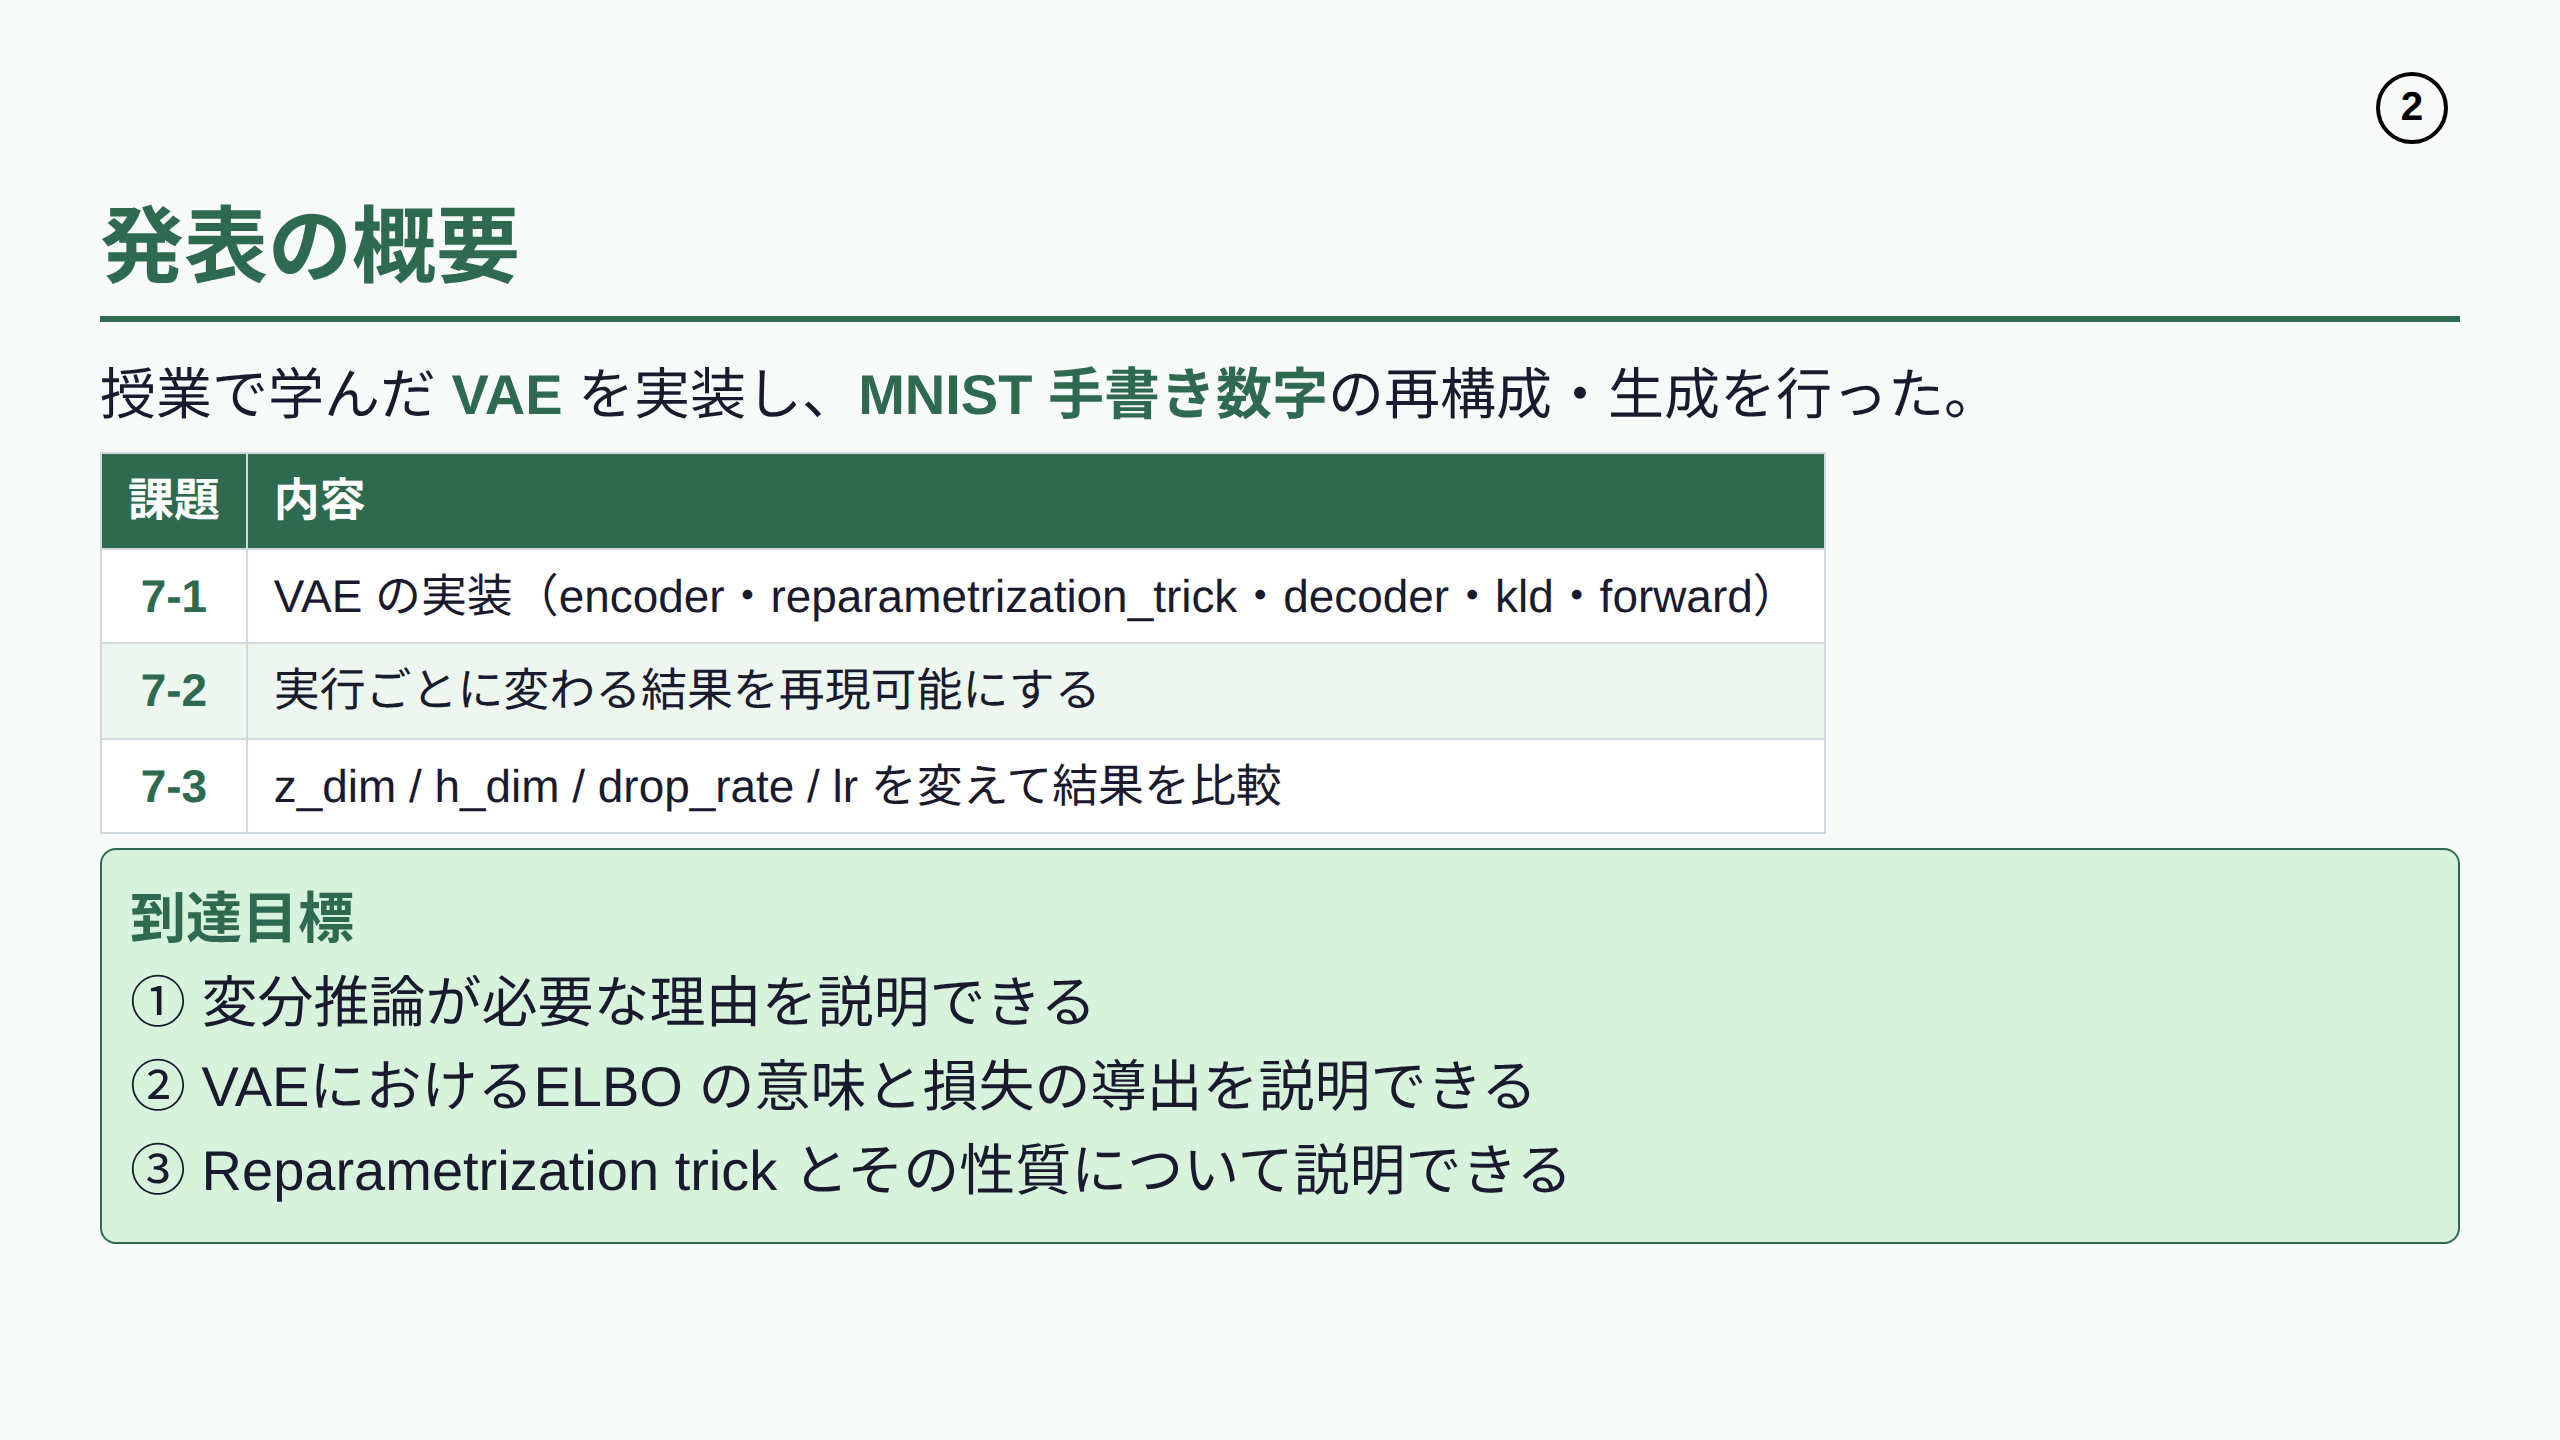 2
発表の概要
授業で学んだ VAE を実装し、MNIST 手書き数字の再構成・生成を行った。
課題 内容
7-1 VAE の実装（encoder・reparametrization_trick・decoder・kld・forward）
7-2 実行ごとに変わる結果を再現可能にする
7-3 z_dim / h_dim / drop_rate / lr を変えて結果を比較
到達目標
① 変分推論が必要な理由を説明できる
② VAEにおけるELBO の意味と損失の導出を説明できる
③ Reparametrization trick とその性質について説明できる